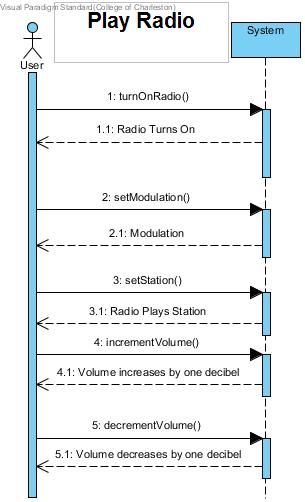 Visual Paradigm Standard(College of Charleston)
Play Radio
System
User
1: turnOnRadio()
1.1: Radio Turns On
2: setModulation()
2.1: Modulation
3: setStation()
3.1: Radio Plays Station
4: incrementVolume()
4.1: Volume increases by one decibel
5: decrementVolume()
5.1: Volume decreases by one decibel